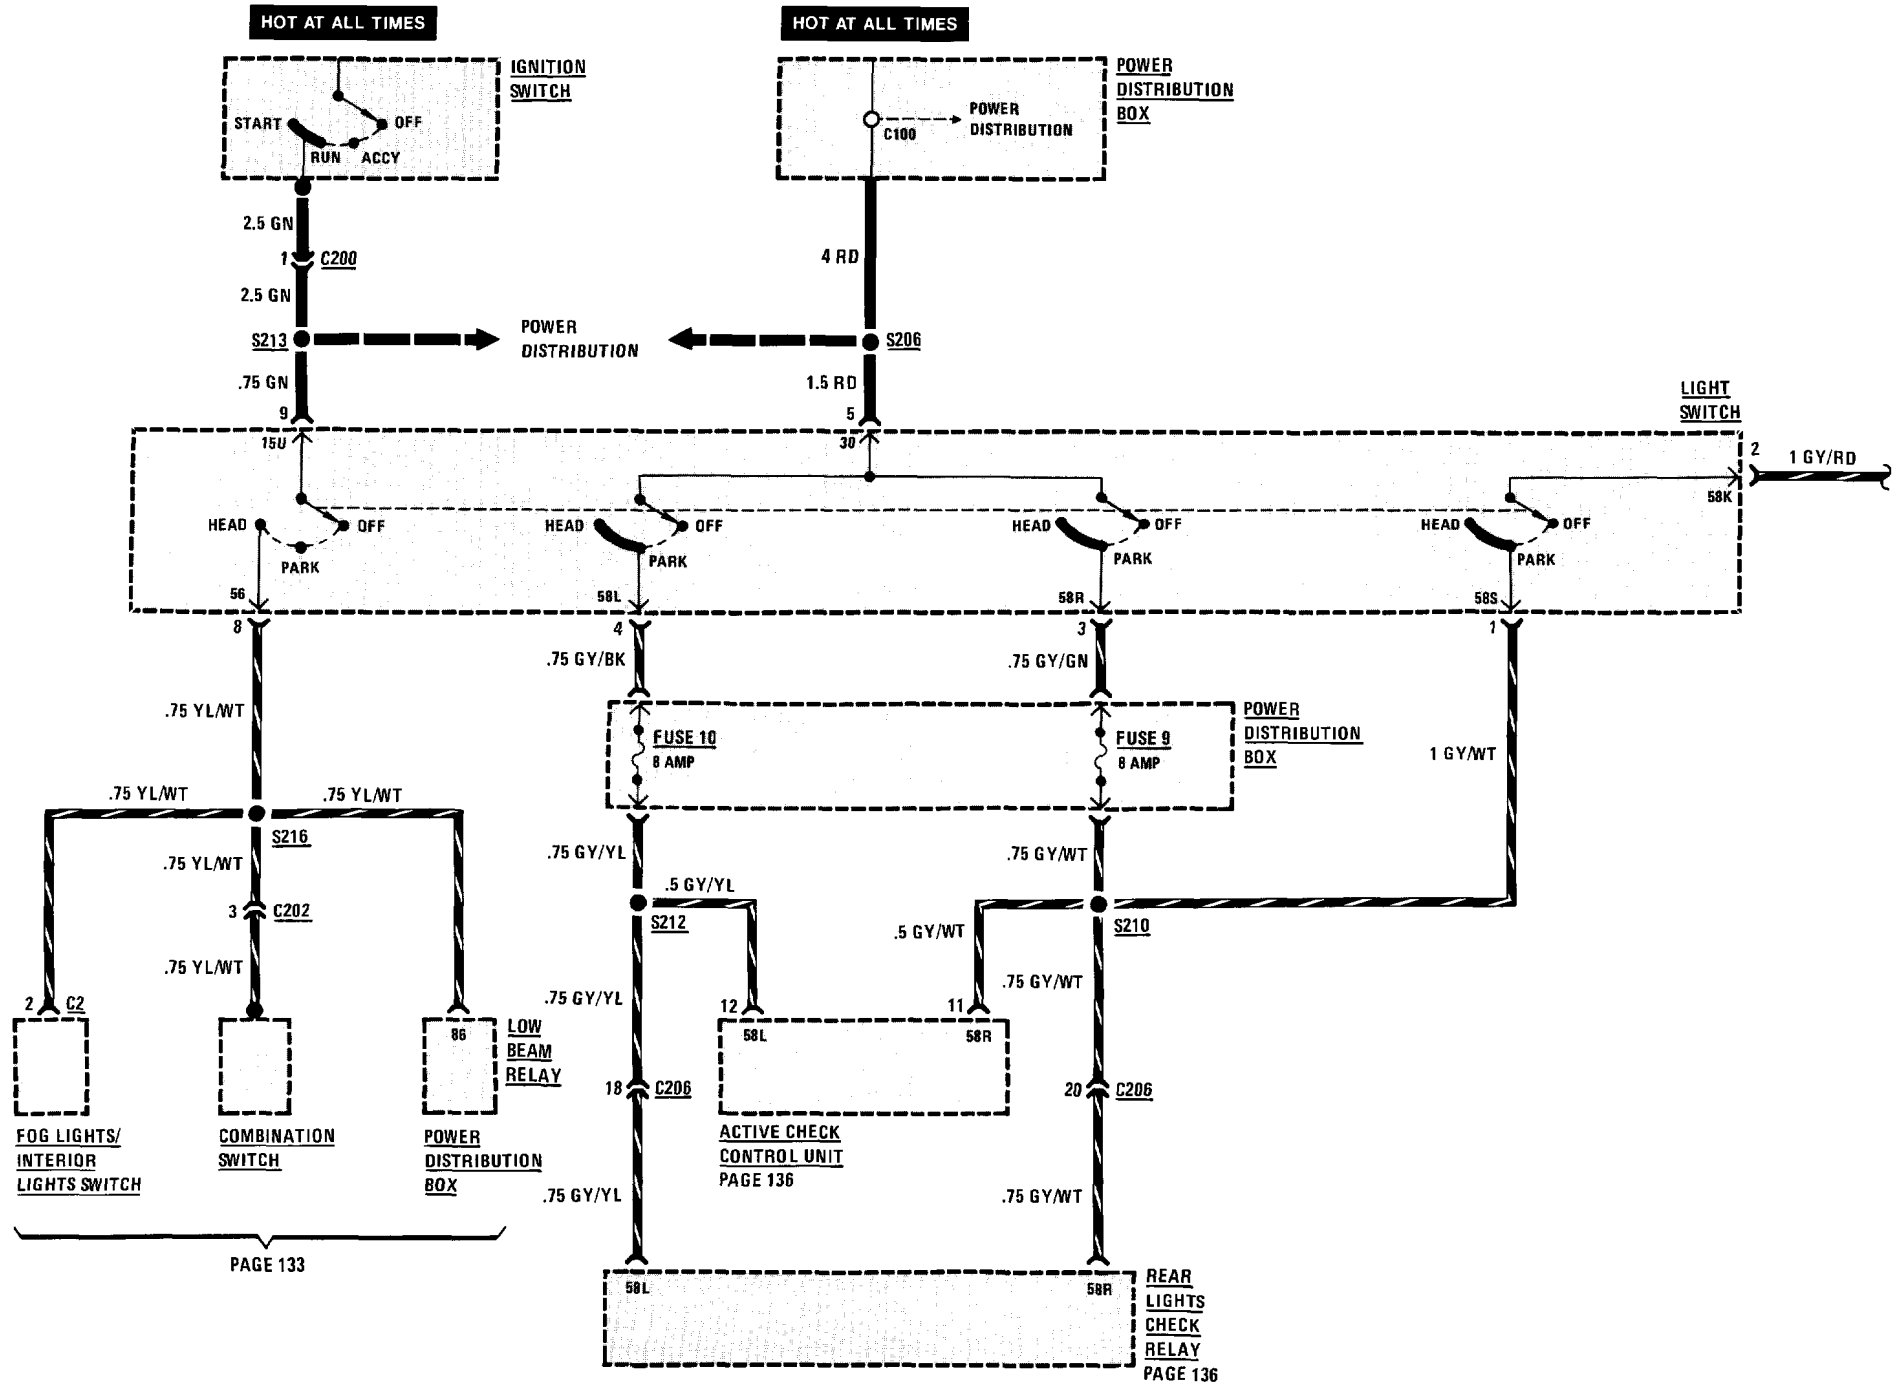 HOT AT ALL TIMES
HOT AT ALL TIMES
IGNITION
SWITCH
START
OFF
RUN
ACCY
POWER
DISTRIBUTION
BOX
POWER
DISTRIBUTION
C100
2.5 GN
1
C200
2.5 GN
4 RD
S213
POWER
DISTRIBUTION
S206
.75 GN
1.5 RD
9
5
LIGHT
SWITCH
15U
30
2
1 GY/RD
58K
HEAD
OFF
PARK
HEAD
OFF
PARK
HEAD
OFF
PARK
HEAD
OFF
PARK
56
58L
58R
58S
8
4
3
1
.75 GY/BK
.75 GY/GN
.75 YL/WT
FUSE 10
8 AMP
FUSE 9
8 AMP
POWER
DISTRIBUTION
BOX
1 GY/WT
.75 YL/WT
.75 YL/WT
S216
.75 YL/WT
.75 GY/YL
.75 GY/WT
3
C202
.5 GY/YL
S212
.5 GY/WT
S210
.75 YL/WT
.75 GY/YL
.75 GY/WT
2
C2
86
LOW
BEAM
RELAY
12
11
58L
58R
18
C206
20
C206
FOG LIGHTS/
INTERIOR
LIGHTS SWITCH
COMBINATION
SWITCH
POWER
DISTRIBUTION
BOX
ACTIVE CHECK
CONTROL UNIT
PAGE 136
.75 GY/YL
.75 GY/WT
PAGE 133
58L
58R
REAR
LIGHTS
CHECK
RELAY
PAGE 136